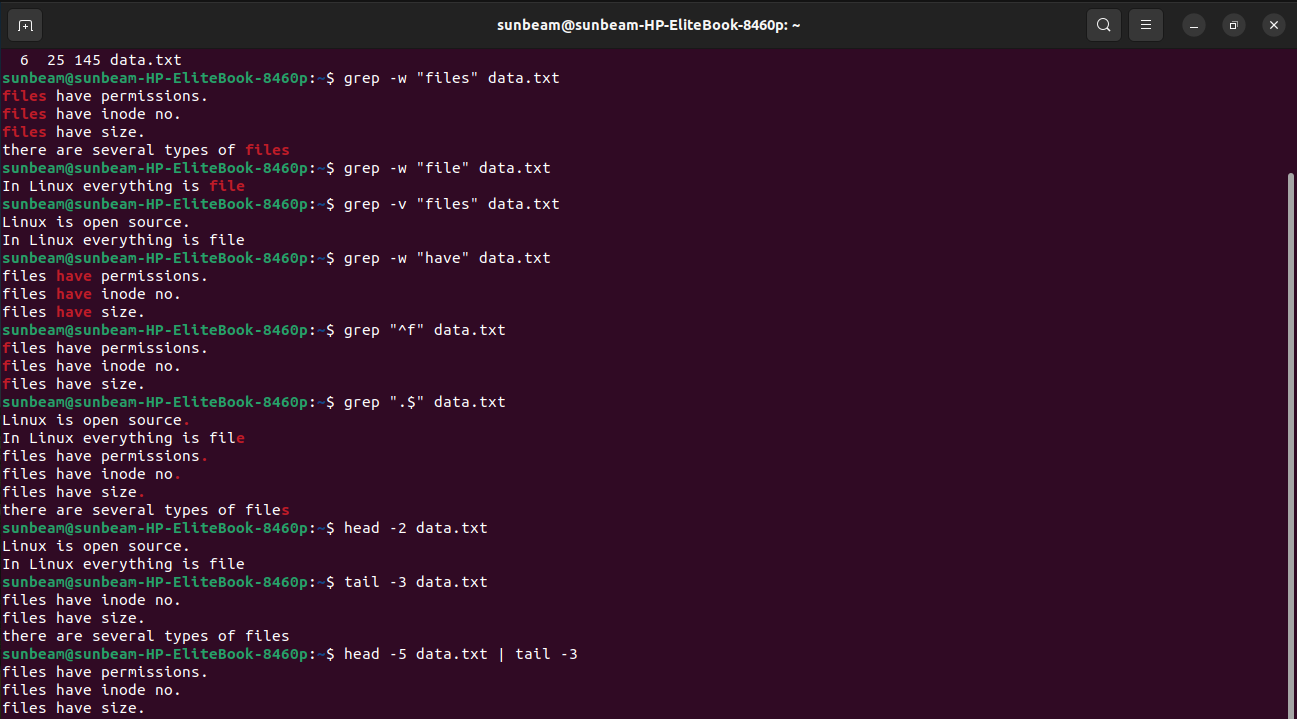 sunbeam@sunbeam-HP-EliteBook-8460p: ~
  6  25 145 data.txt
sunbeam@sunbeam-HP-EliteBook-8460p:~$ grep -w "files" data.txt
files have permissions.
files have inode no.
files have size.
there are several types of files
sunbeam@sunbeam-HP-EliteBook-8460p:~$ grep -w "file" data.txt
In Linux everything is file
sunbeam@sunbeam-HP-EliteBook-8460p:~$ grep -v "files" data.txt
Linux is open source.
In Linux everything is file
sunbeam@sunbeam-HP-EliteBook-8460p:~$ grep -w "have" data.txt
files have permissions.
files have inode no.
files have size.
sunbeam@sunbeam-HP-EliteBook-8460p:~$ grep "^f" data.txt
files have permissions.
files have inode no.
files have size.
sunbeam@sunbeam-HP-EliteBook-8460p:~$ grep ".$" data.txt
Linux is open source.
In Linux everything is file
files have permissions.
files have inode no.
files have size.
there are several types of files
sunbeam@sunbeam-HP-EliteBook-8460p:~$ head -2 data.txt
Linux is open source.
In Linux everything is file
sunbeam@sunbeam-HP-EliteBook-8460p:~$ tail -3 data.txt
files have inode no.
files have size.
there are several types of files
sunbeam@sunbeam-HP-EliteBook-8460p:~$ head -5 data.txt | tail -3
files have permissions.
files have inode no.
files have size.